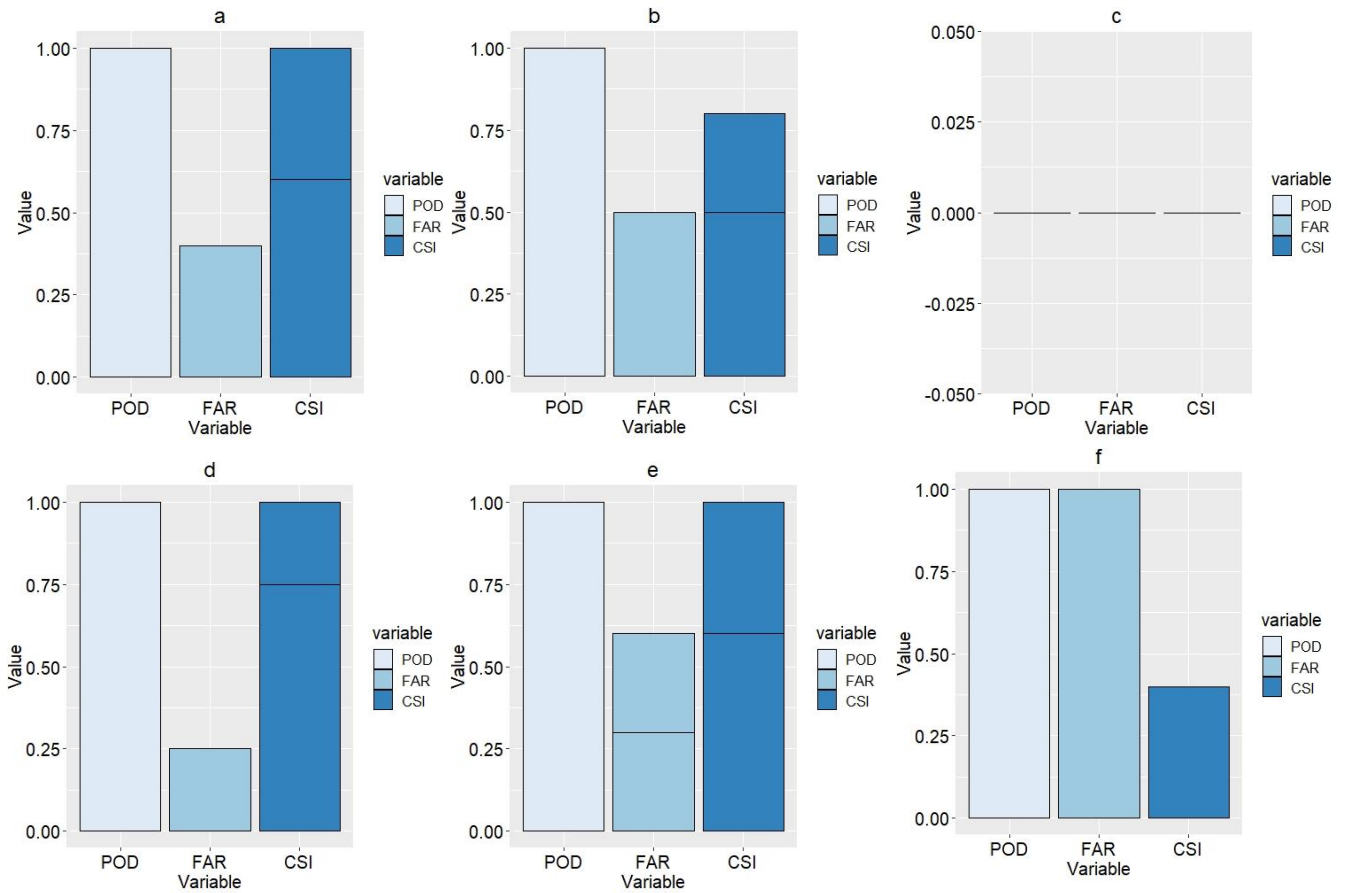 a
1.00
0.75
0.50
0.25
0.00
Value
POD
FAR
CSI
Variable
variable
POD
FAR
CSI
b
1.00
0.75
0.50
0.25
0.00
Value
POD
FAR
CSI
Variable
variable
POD
FAR
CSI
c
0.050
0.025
0.000
-0.025
-0.050
Value
POD
FAR
CSI
Variable
variable
POD
FAR
CSI
d
1.00
0.75
0.50
0.25
0.00
Value
POD
FAR
CSI
Variable
variable
POD
FAR
CSI
e
1.00
0.75
0.50
0.25
0.00
Value
POD
FAR
CSI
Variable
variable
POD
FAR
CSI
f
1.00
0.75
0.50
0.25
0.00
Value
POD
FAR
CSI
Variable
variable
POD
FAR
CSI